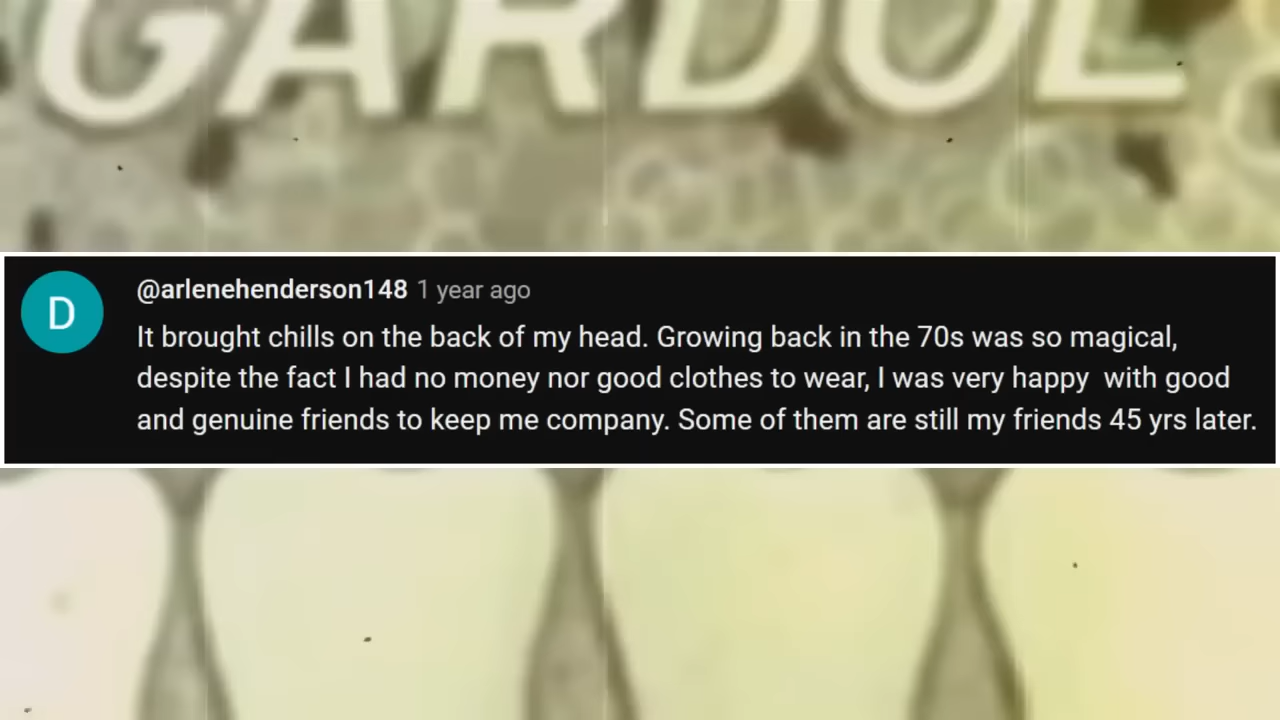 GARDOL
D
@arlenehenderson148 1 year ago
It brought chills on the back of my head. Growing back in the 70s was so magical,
despite the fact I had no money nor good clothes to wear, I was very happy  with good
and genuine friends to keep me company. Some of them are still my friends 45 yrs later.